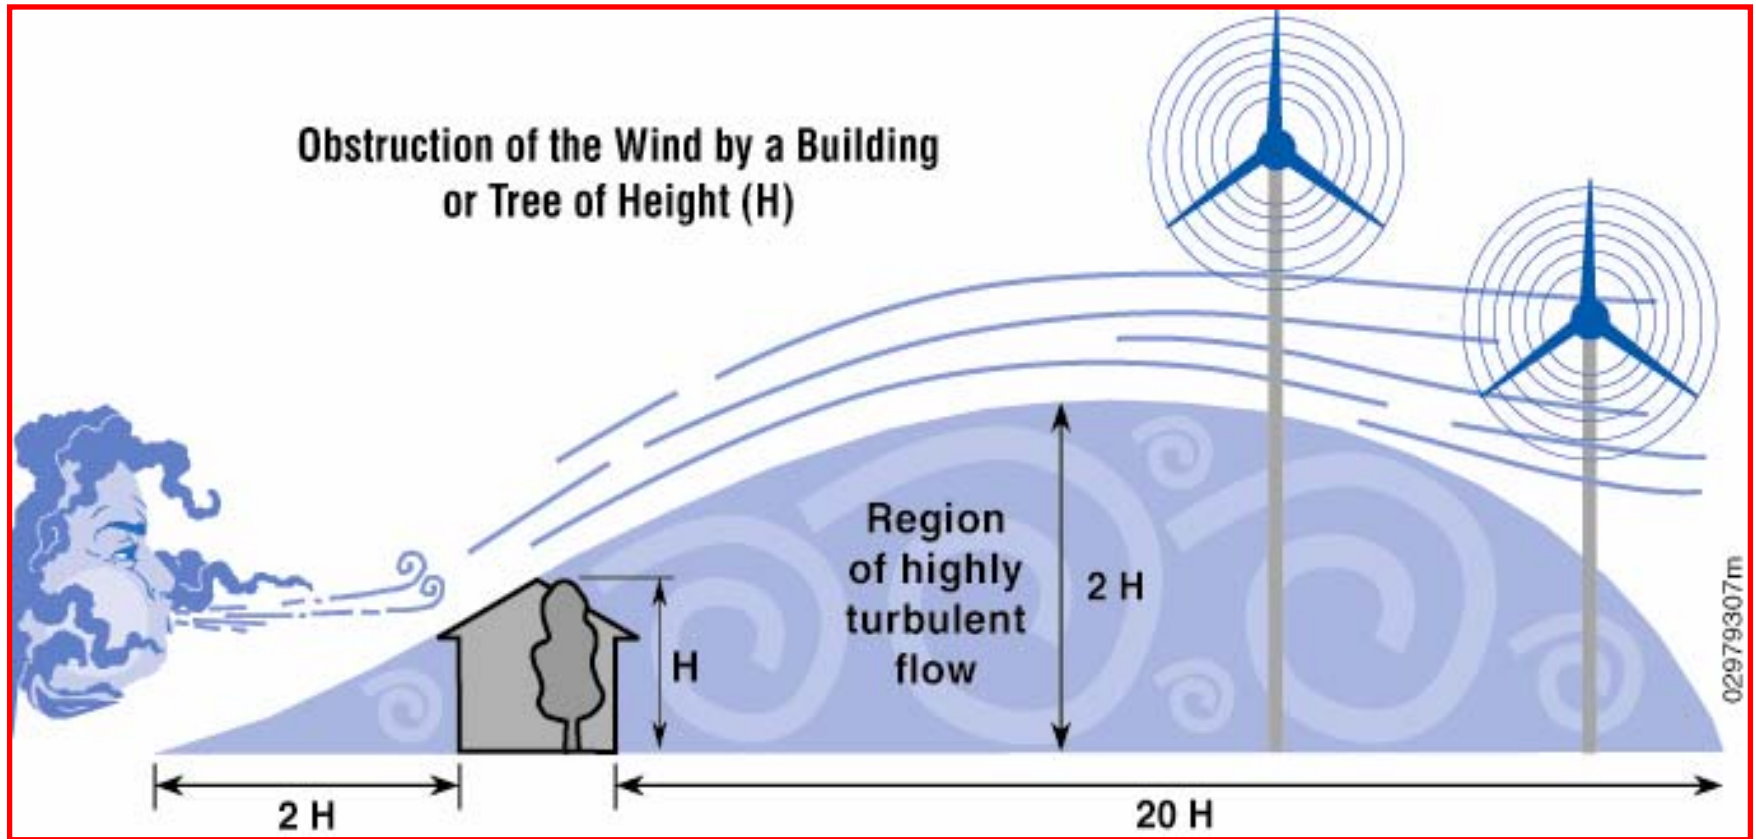 Obstruction of the Wind by a Building
or Tree of Height (H)
Region
of highly
turbulent
flow
2 H
H
2 H
20 H
02979307m